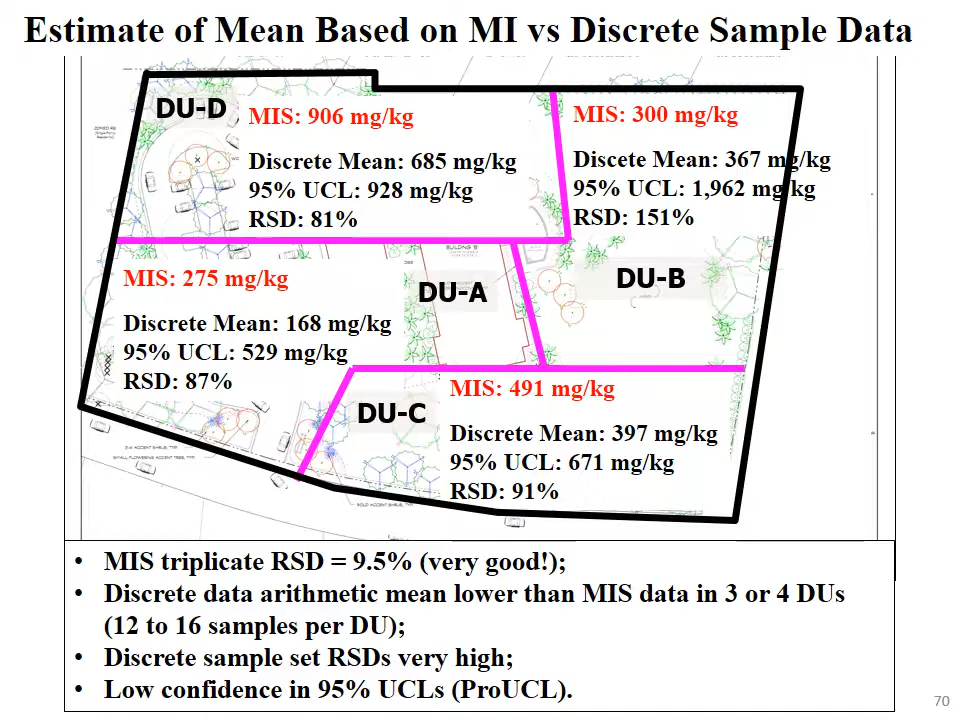 Estimate of Mean Based on MI vs Discrete Sample Data
DU-D
MIS: 906 mg/kg
Discrete Mean: 685 mg/kg
95% UCL: 928 mg/kg
RSD: 81%
MIS: 300 mg/kg
Discete Mean: 367 mg/kg
95% UCL: 1,962 mg/kg
RSD: 151%
DU-B
BUILDING 'B'
DU-A
MIS: 275 mg/kg
Discrete Mean: 168 mg/kg
95% UCL: 529 mg/kg
RSD: 87%
DU-C
MIS: 491 mg/kg
Discrete Mean: 397 mg/kg
95% UCL: 671 mg/kg
RSD: 91%
SMALL FLOWERING ACCENT TREE, TYP.
• MIS triplicate RSD = 9.5% (very good!);
• Discrete data arithmetic mean lower than MIS data in 3 or 4 DUs
(12 to 16 samples per DU);
• Discrete sample set RSDs very high;
• Low confidence in 95% UCLs (ProUCL).
70